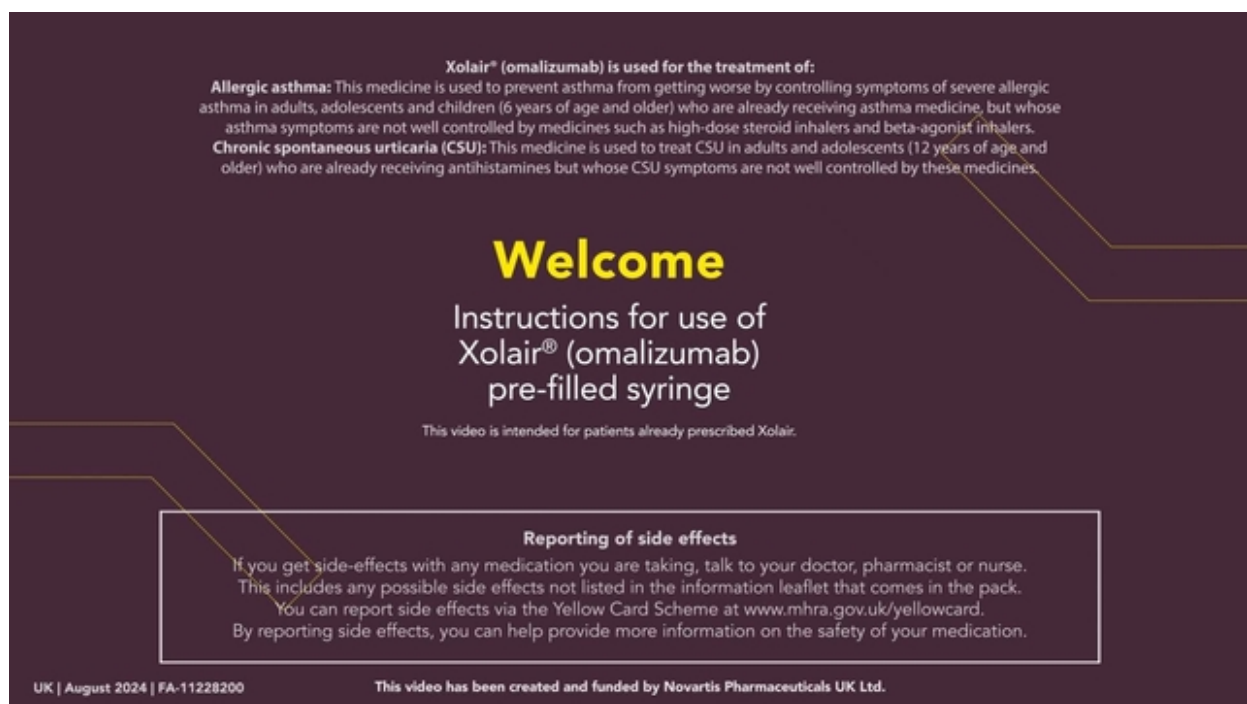 Xolair® (omalizumab) is used for the treatment of:
Allergic asthma: This medicine is used to prevent asthma from getting worse by controlling symptoms of severe allergic
asthma in adults, adolescents and children (6 years of age and older) who are already receiving asthma medicine, but whose
asthma symptoms are not well controlled by medicines such as high-dose steroid inhalers and beta-agonist inhalers.
Chronic spontaneous urticaria (CSU): This medicine is used to treat CSU in adults and adolescents (12 years of age and
older) who are already receiving antihistamines but whose CSU symptoms are not well controlled by these medicines.
Welcome
Instructions for use of
Xolair® (omalizumab)
pre-filled syringe
This video is intended for patients already prescribed Xolair.
Reporting of side effects
If you get side-effects with any medication you are taking, talk to your doctor, pharmacist or nurse.
This includes any possible side effects not listed in the information leaflet that comes in the pack.
You can report side effects via the Yellow Card Scheme at www.mhra.gov.uk/yellowcard.
By reporting side effects, you can help provide more information on the safety of your medication.
UK | August 2024 | FA-11228200
This video has been created and funded by Novartis Pharmaceuticals UK Ltd.